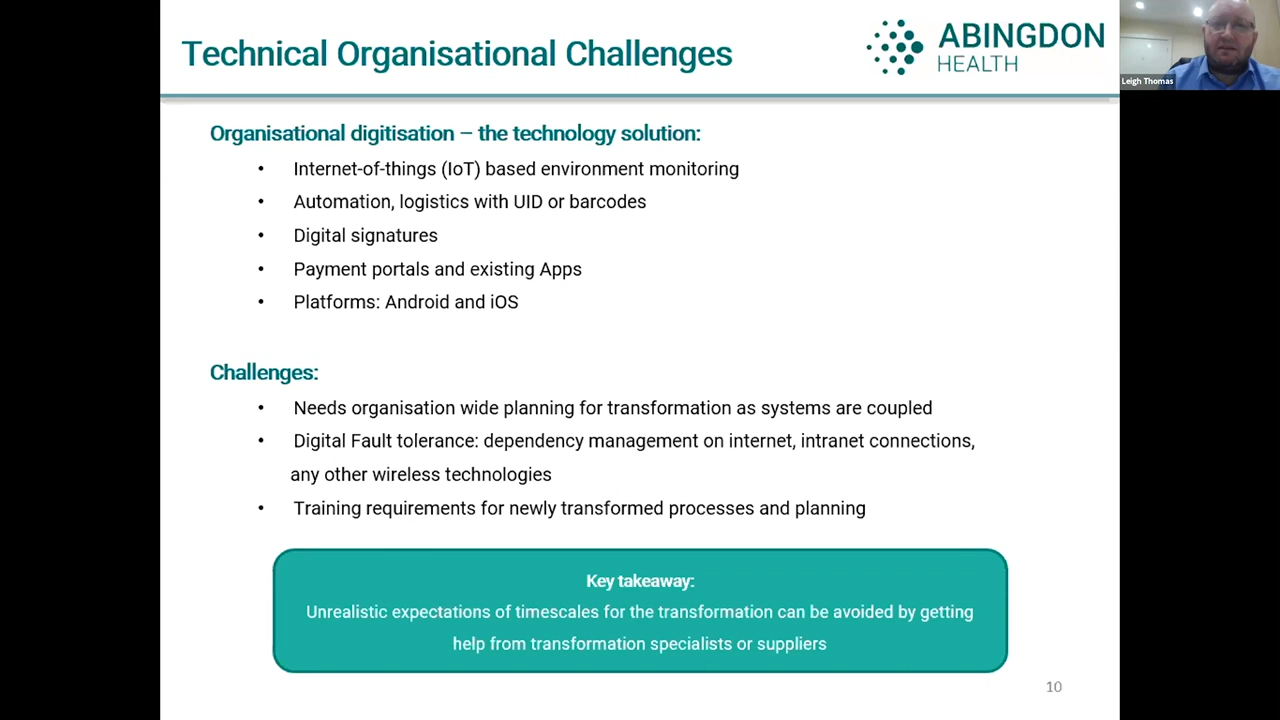 Technical Organisational Challenges
ABINGDON
HEALTH
Leigh Thomas
Organisational digitisation – the technology solution:
• Internet-of-things (IoT) based environment monitoring
• Automation, logistics with UID or barcodes
• Digital signatures
• Payment portals and existing Apps
• Platforms: Android and iOS
Challenges:
• Needs organisation wide planning for transformation as systems are coupled
• Digital Fault tolerance: dependency management on internet, intranet connections,
any other wireless technologies
• Training requirements for newly transformed processes and planning
Key takeaway:
Unrealistic expectations of timescales for the transformation can be avoided by getting
help from transformation specialists or suppliers
10